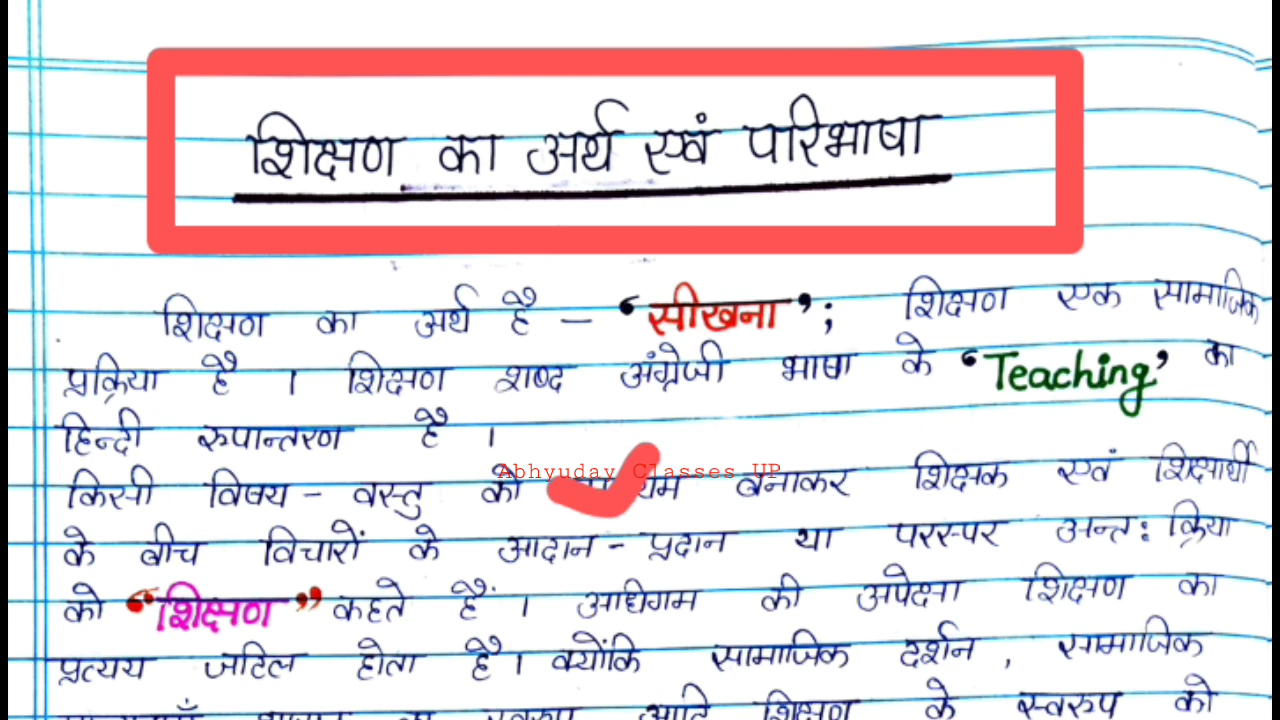 शिक्षण का अर्थ एवं परिभाषा
शिक्षण का अर्थ है – ‘सीखना’; शिक्षण एक सामाजिक
प्रक्रिया है । शिक्षण शब्द अंग्रेजी भाषा के ‘Teaching’ का
हिन्दी रुपान्तरण है ।
Abhyuday Classes UP
किसी विषय - वस्तु को बनाकर शिक्षक एवं शिक्षार्थी
के बीच विचारों के आदान - प्रदान या परस्पर अन्त: क्रिया
को “शिक्षण” कहते हैं । अधिगम की अपेक्षा शिक्षण का
प्रत्यय जटिल होता है । क्योंकि सामाजिक दर्शन , सामाजिक
आदि शिक्षण के स्वरुप को